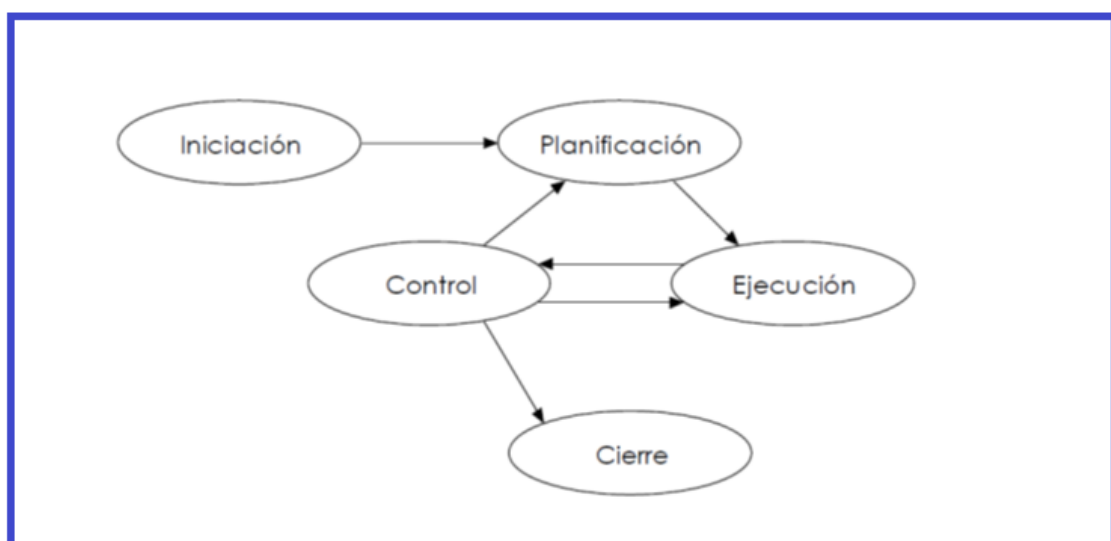 Iniciación
Planificación
Control
Ejecución
Cierre